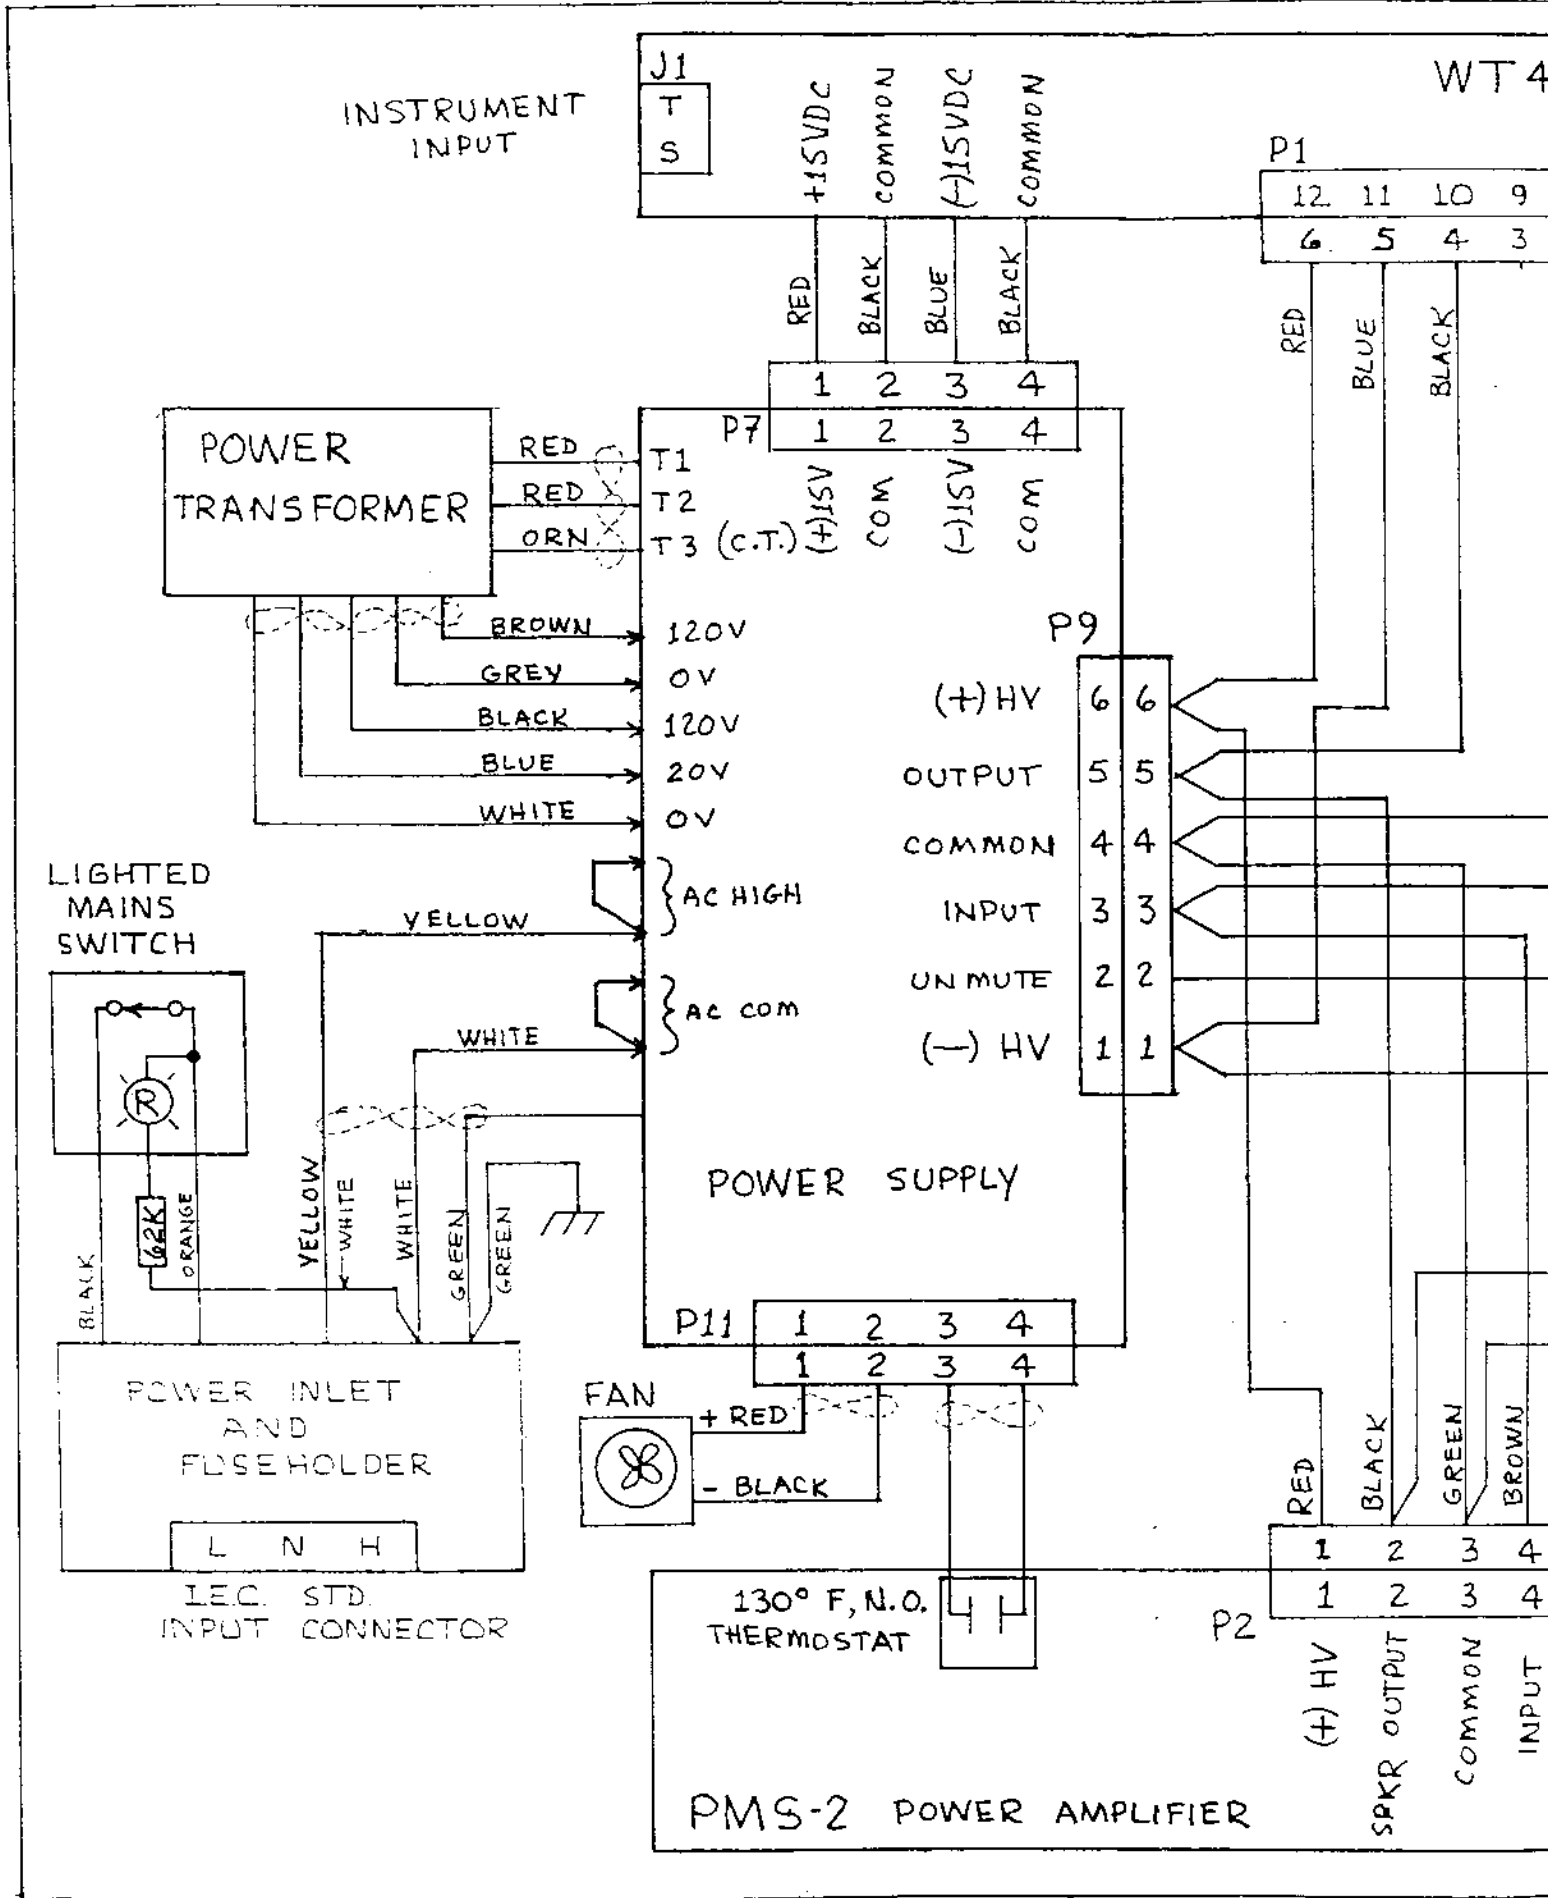 J1
T
S
INSTRUMENT
INPUT
+15VDC
COMMON
(-)15VDC
COMMON
WT4
P1
12 11 10 9
6 5 4 3
RED
BLACK
BLUE
BLACK
RED
BLUE
BLACK
1 2 3 4
P7
1 2 3 4
(+)15V
COM
(-)15V
COM
POWER
TRANSFORMER
RED
T1
RED
T2
ORN
T3 (C.T.)
BROWN
120V
GREY
0V
BLACK
120V
BLUE
20V
WHITE
0V
P9
(+)HV 6 6
OUTPUT 5 5
COMMON 4 4
INPUT 3 3
UNMUTE 2 2
(—) HV 1 1
LIGHTED
MAINS
SWITCH
YELLOW
AC HIGH
WHITE
AC COM
R
62K
BLACK
ORANGE
YELLOW
WHITE
WHITE
GREEN
GREEN
POWER SUPPLY
P11
1 2 3 4
1 2 3 4
POWER INLET
AND
FUSEHOLDER
L N H
I.E.C. STD.
INPUT CONNECTOR
FAN
+ RED
- BLACK
RED
BLACK
GREEN
BROWN
1 2 3 4
1 2 3 4
P2
130° F, N.O.
THERMOSTAT
(+) HV
SPKR OUTPUT
COMMON
INPUT
PMS-2 POWER AMPLIFIER